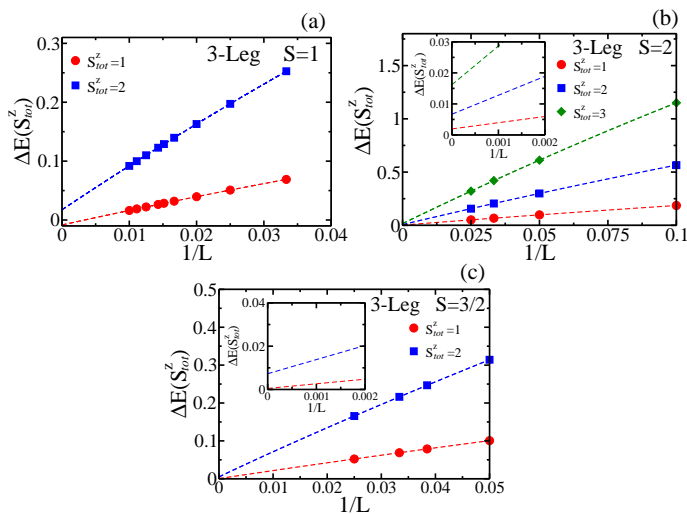 (a)
3-Leg S=1
S^z_tot=1
S^z_tot=2
ΔE(S^z_tot)
0.3
0.2
0.1
0
0 0.01 0.02 0.03 0.04
1/L
(b)
3-Leg S=2
S^z_tot=1
S^z_tot=2
S^z_tot=3
ΔE(S^z_tot)
1.5
1
0.5
0
0 0.025 0.05 0.075 0.1
1/L
ΔE(S^z_tot)
0.03
0.02
0.01
0
0 0.001 0.002
1/L
(c)
3-Leg S=3/2
S^z_tot=1
S^z_tot=2
ΔE(S^z_tot)
0.5
0.4
0.3
0.2
0.1
0
0 0.01 0.02 0.03 0.04 0.05
1/L
ΔE(S^z_tot)
0.04
0.02
0
0 0.001 0.002
1/L